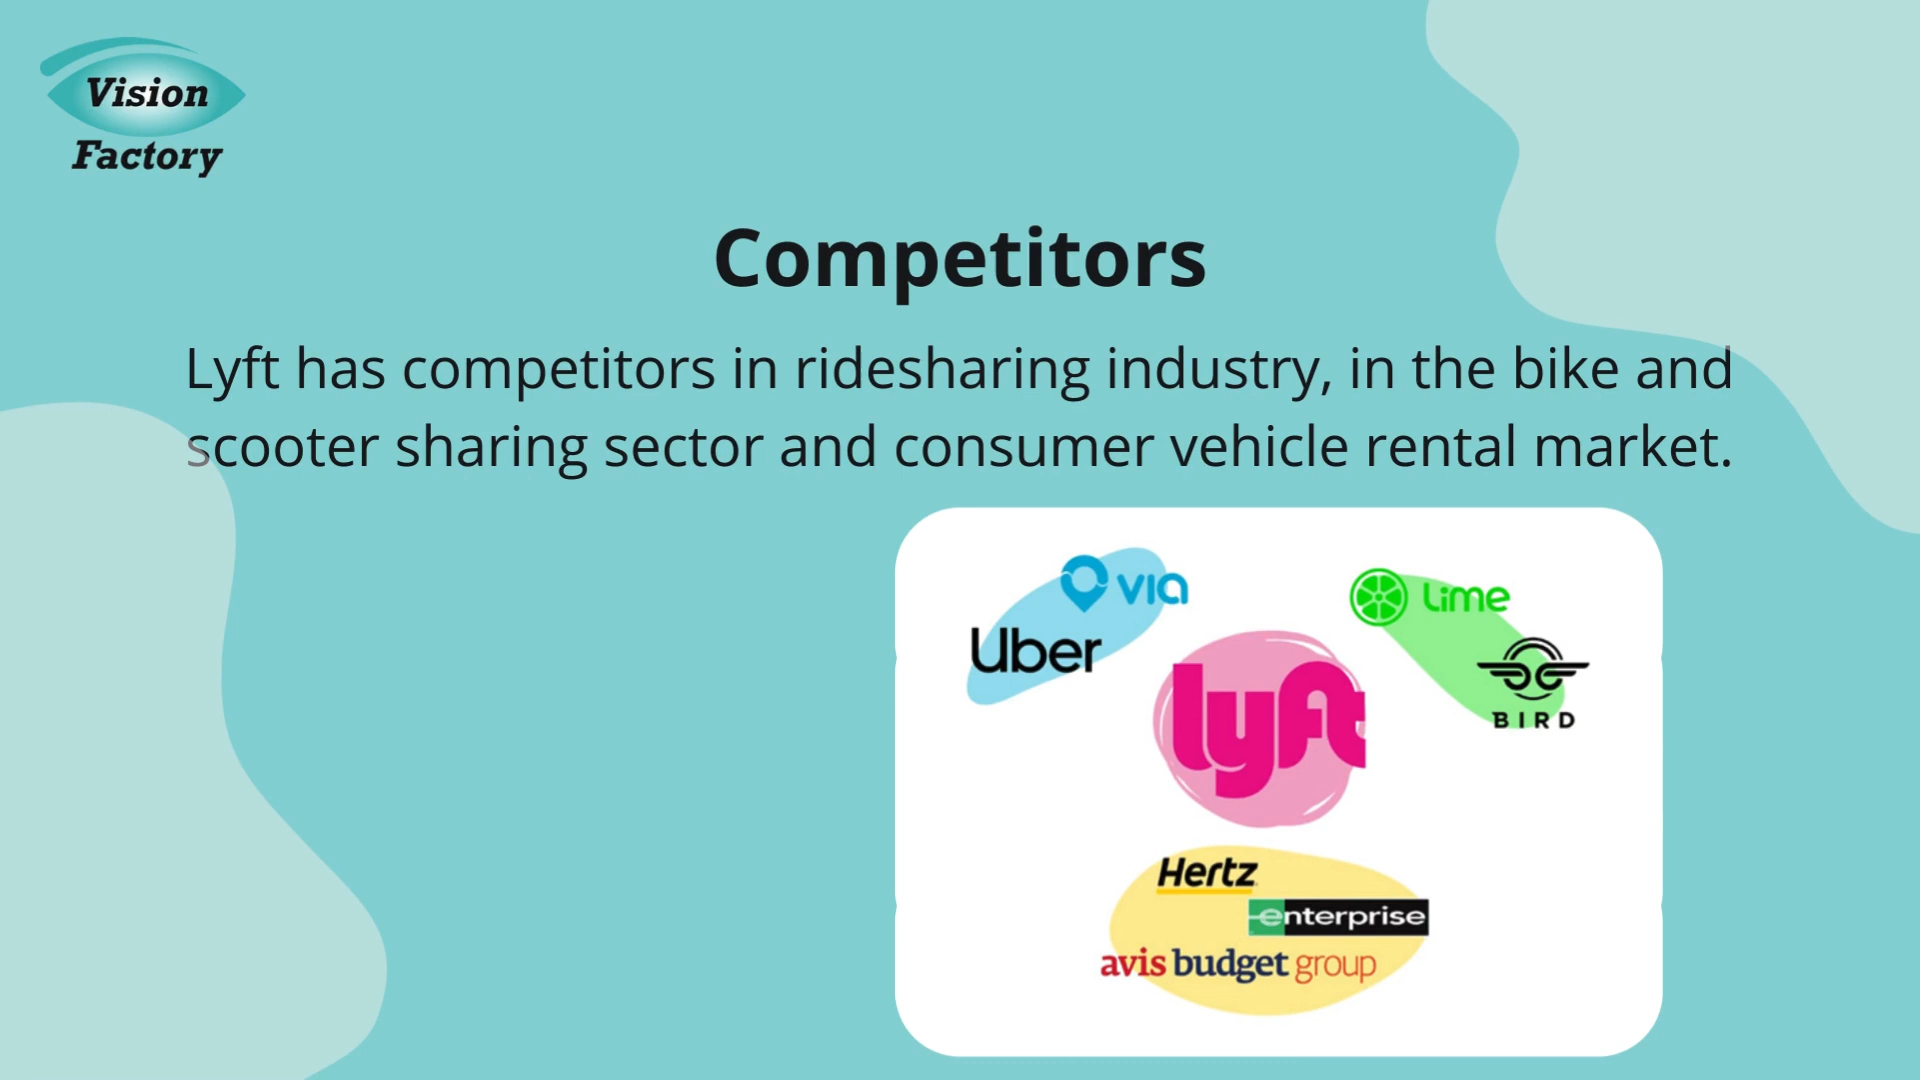 Vision
Factory
Competitors
Lyft has competitors in ridesharing industry, in the bike and
scooter sharing sector and consumer vehicle rental market.
via
Uber
Lime
BIRD
lyft
Hertz
enterprise
avis budget group